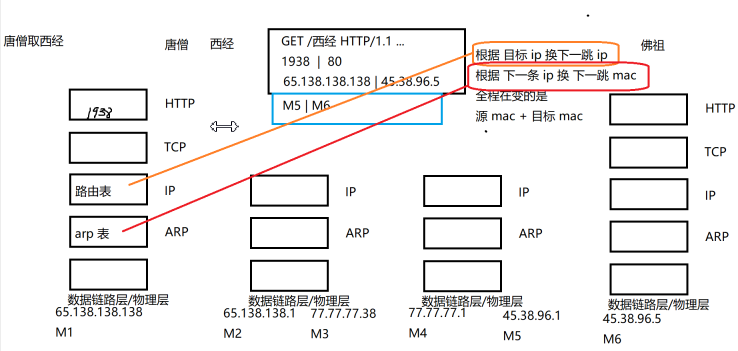 唐僧取西经
唐僧
西经
GET /西经 HTTP/1.1 ...
1938 | 80
65.138.138.138 | 45.38.96.5
M5 | M6
根据 目标 ip 换下一跳 ip
根据 下一条 ip 换 下一跳 mac
全程在变的是
源 mac + 目标 mac
佛祖
1938
HTTP
TCP
路由表
IP
arp 表
ARP
数据链路层/物理层
65.138.138.138
M1
IP
ARP
数据链路层/物理层
65.138.138.1
77.77.77.38
M2
M3
IP
ARP
数据链路层/物理层
77.77.77.1
45.38.96.1
M4
M5
HTTP
TCP
IP
ARP
数据链路层/物理层
45.38.96.5
M6